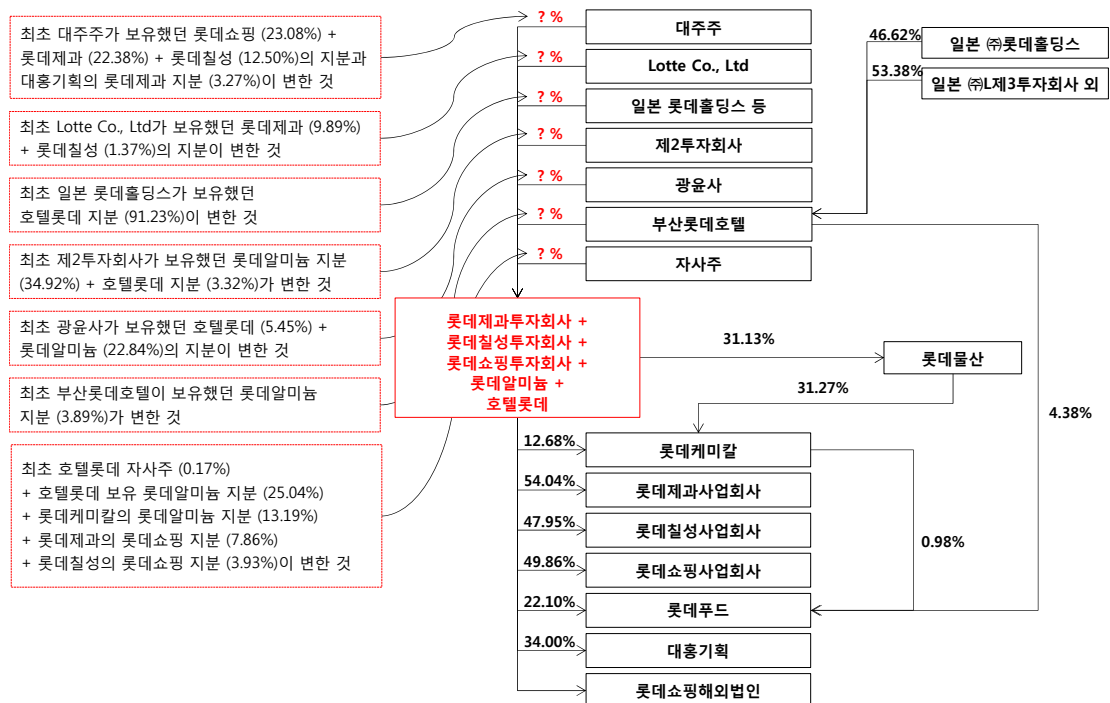 최초 대주주가 보유했던 롯데쇼핑 (23.08%) +
롯데제과 (22.38%) + 롯데칠성 (12.50%)의 지분과
대홍기획의 롯데제과 지분 (3.27%)이 변한 것
최초 Lotte Co., Ltd가 보유했던 롯데제과 (9.89%)
+ 롯데칠성 (1.37%)의 지분이 변한 것
최초 일본 롯데홀딩스가 보유했던
호텔롯데 지분 (91.23%)이 변한 것
최초 제2투자회사가 보유했던 롯데알미늄 지분
(34.92%) + 호텔롯데 지분 (3.32%)가 변한 것
최초 광윤사가 보유했던 호텔롯데 (5.45%) +
롯데알미늄 (22.84%)의 지분이 변한 것
최초 부산롯데호텔이 보유했던 롯데알미늄
지분 (3.89%)가 변한 것
최초 호텔롯데 자사주 (0.17%)
+ 호텔롯데 보유 롯데알미늄 지분 (25.04%)
+ 롯데케미칼의 롯데알미늄 지분 (13.19%)
+ 롯데제과의 롯데쇼핑 지분 (7.86%)
+ 롯데칠성의 롯데쇼핑 지분 (3.93%)이 변한 것
? %
대주주
? %
Lotte Co., Ltd
? %
일본 롯데홀딩스 등
? %
제2투자회사
? %
광윤사
? %
부산롯데호텔
? %
자사주
46.62%
일본 ㈜롯데홀딩스
53.38%
일본 ㈜L제3투자회사 외
롯데제과투자회사 +
롯데칠성투자회사 +
롯데쇼핑투자회사 +
롯데알미늄 +
호텔롯데
31.13%
롯데물산
31.27%
4.38%
12.68%
롯데케미칼
54.04%
롯데제과사업회사
47.95%
롯데칠성사업회사
0.98%
49.86%
롯데쇼핑사업회사
22.10%
롯데푸드
34.00%
대홍기획
롯데쇼핑해외법인